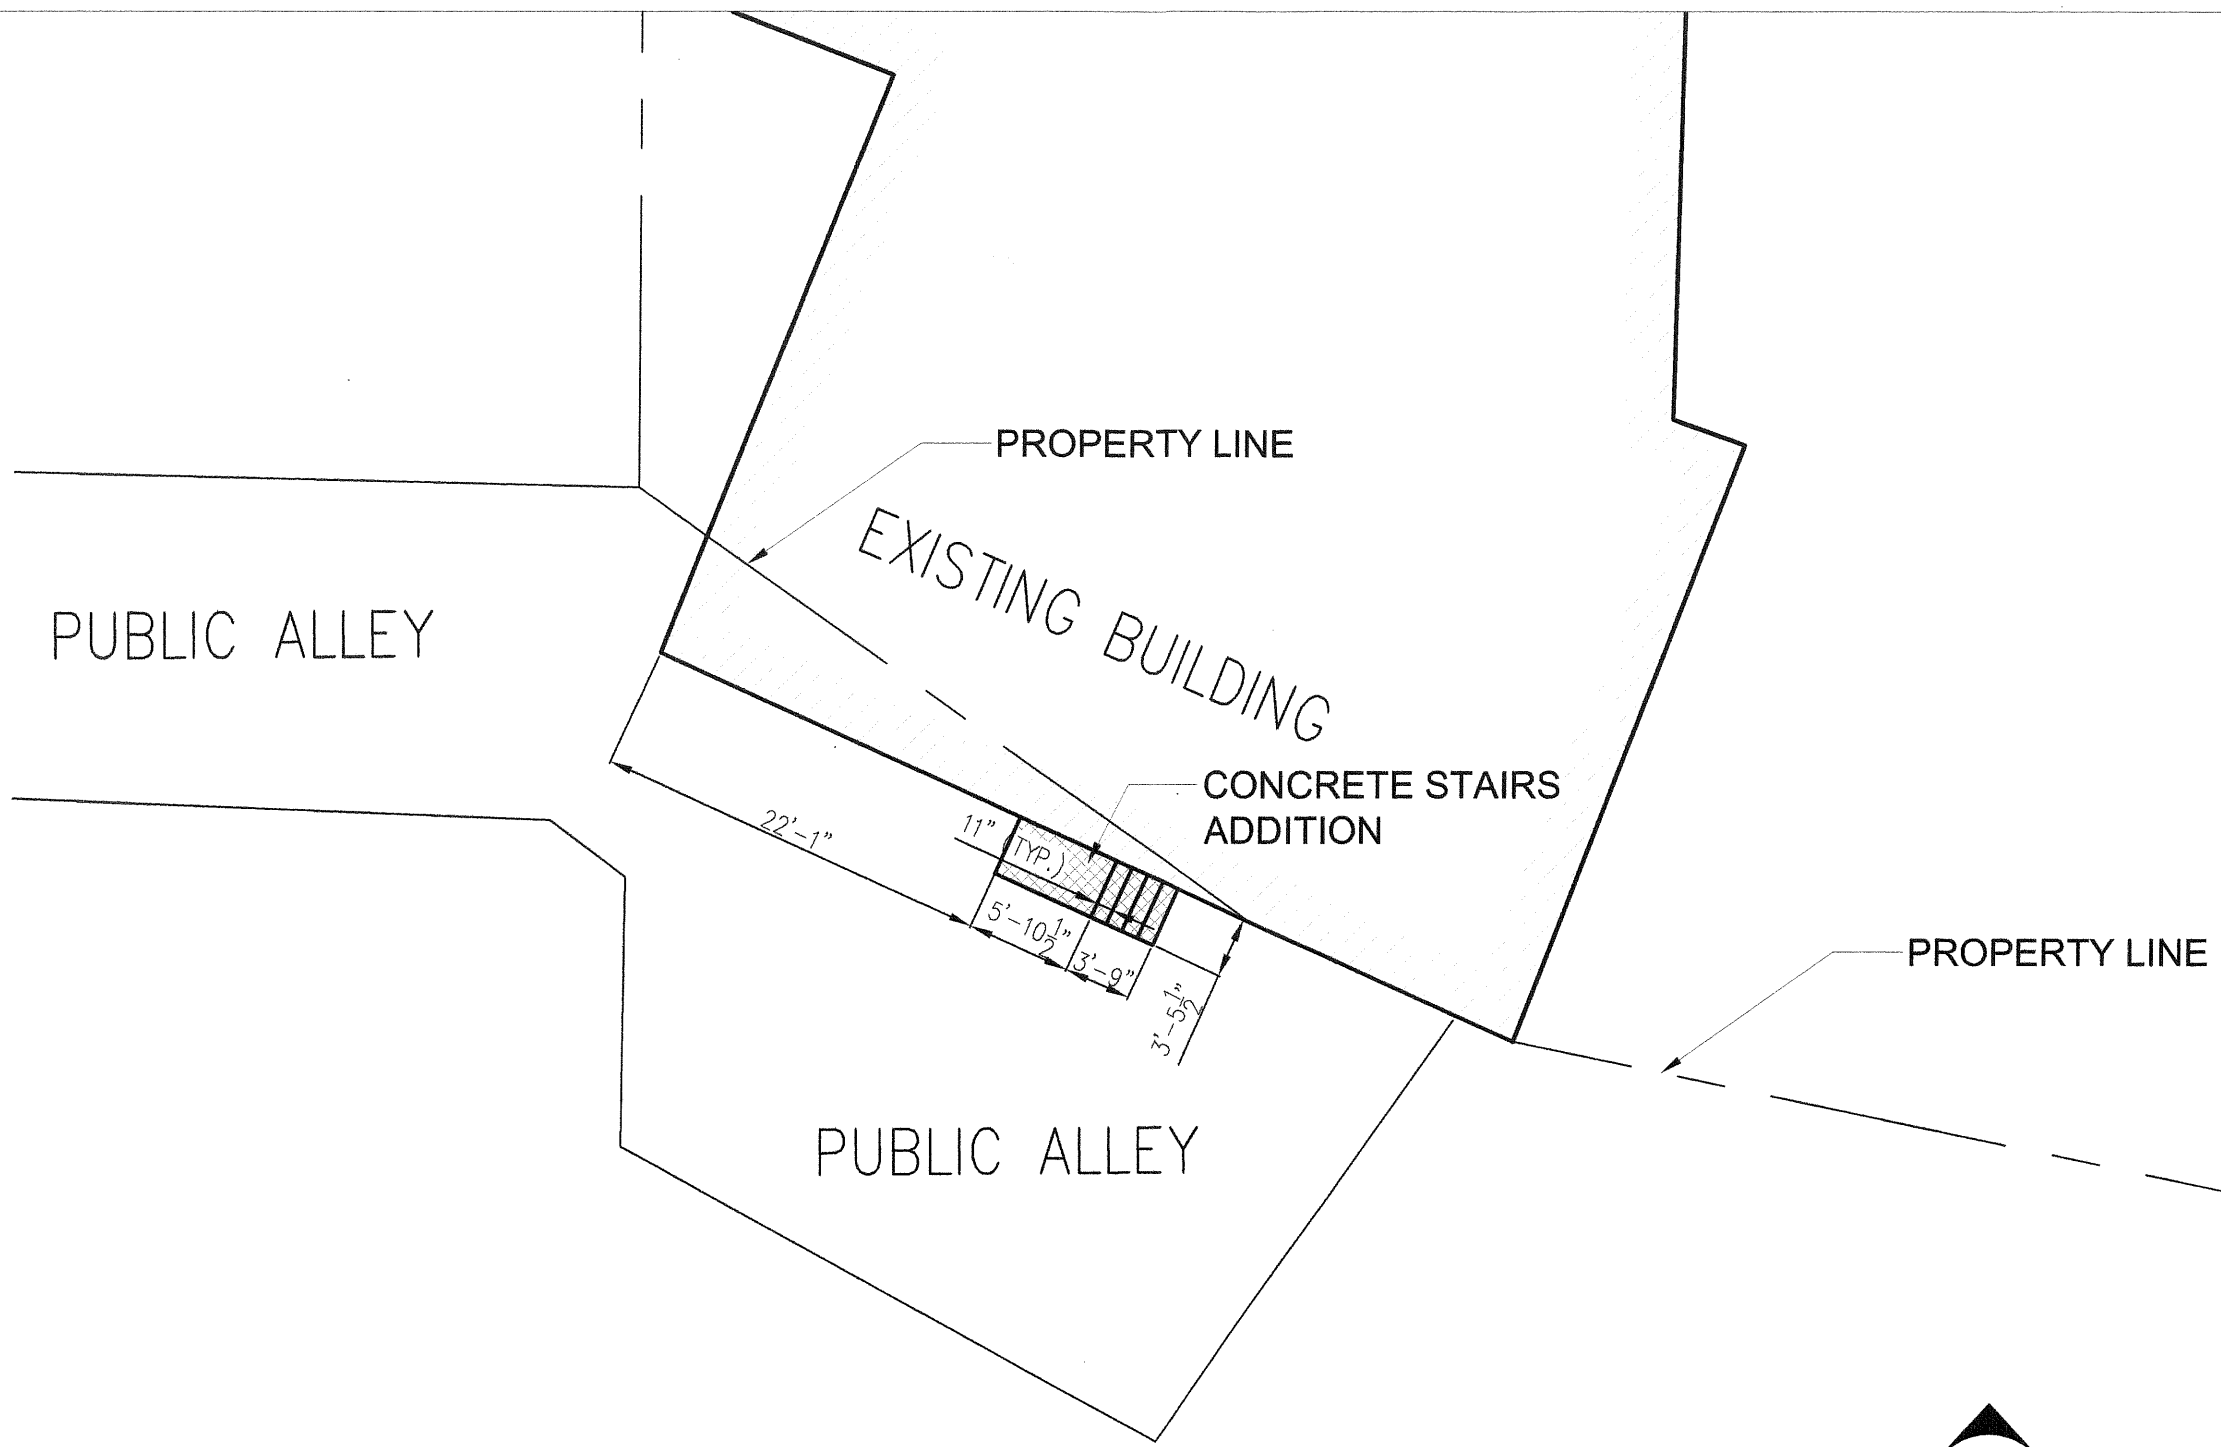 PROPERTY LINE
EXISTING BUILDING
PUBLIC ALLEY
CONCRETE STAIRS
ADDITION
22'-1"
11"
(TYP.)
5'-10 1/2"
3'-9"
3'-5 1/2"
PROPERTY LINE
PUBLIC ALLEY